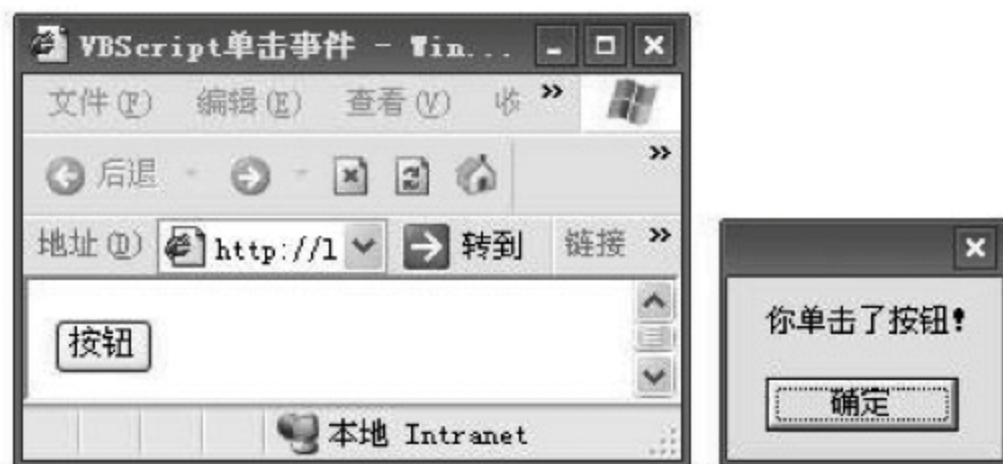 VBScript单击事件 - Win...
文件(F) 编辑(E) 查看(V) 收 »
后退 »
地址(D) http://l 转到 链接 »
按钮
本地 Intranet
你单击了按钮!
确定